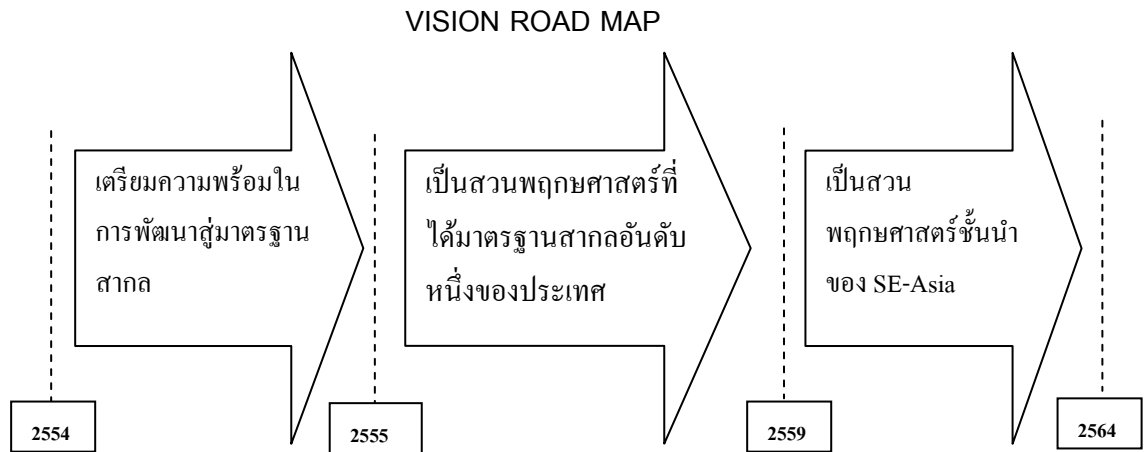 VISION ROAD MAP
เตรียมความพร้อมใน
การพัฒนาสู่มาตรฐาน
สากล
เป็นสวนพฤกษศาสตร์ที่
ได้มาตรฐานสากลอันดับ
หนึ่งของประเทศ
เป็นสวน
พฤกษศาสตร์ชั้นนำ
ของ SE-Asia
2554
2555
2559
2564